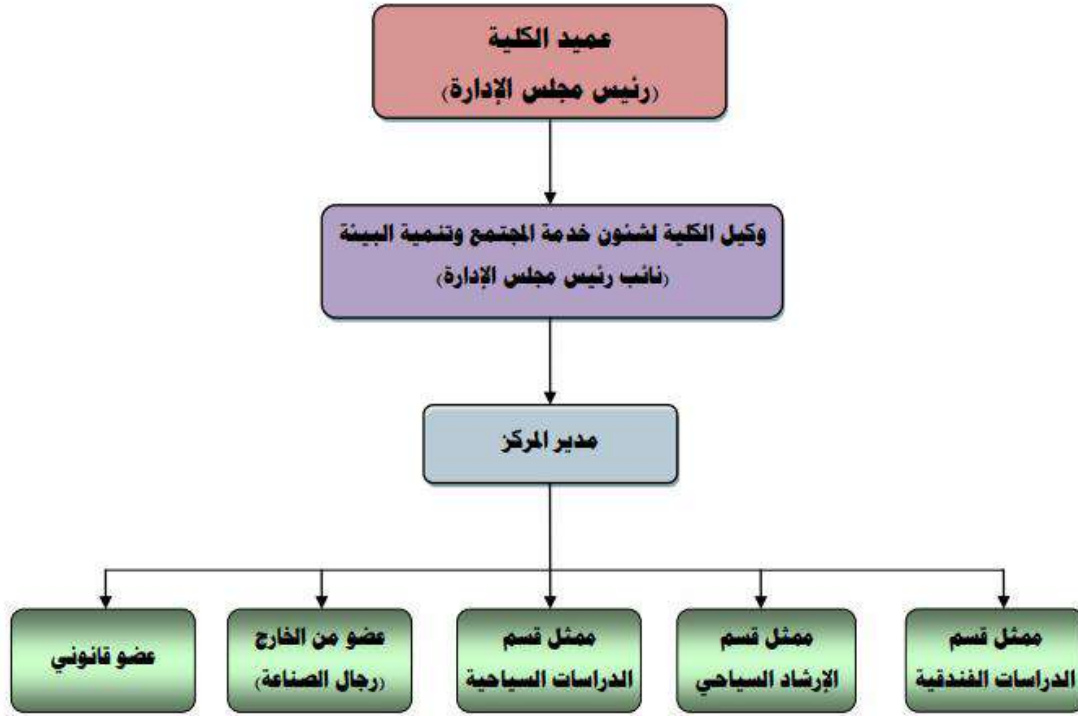 عميد الكلية
(رئيس مجلس الإدارة)
وكيل الكلية لشئون خدمة المجتمع وتنمية البيئة
(نائب رئيس مجلس الإدارة)
مدير المركز
ممثل قسم
الدراسات الفندقية
ممثل قسم
الإرشاد السياحي
ممثل قسم
الدراسات السياحية
عضو من الخارج
(رجال الصناعة)
عضو قانوني